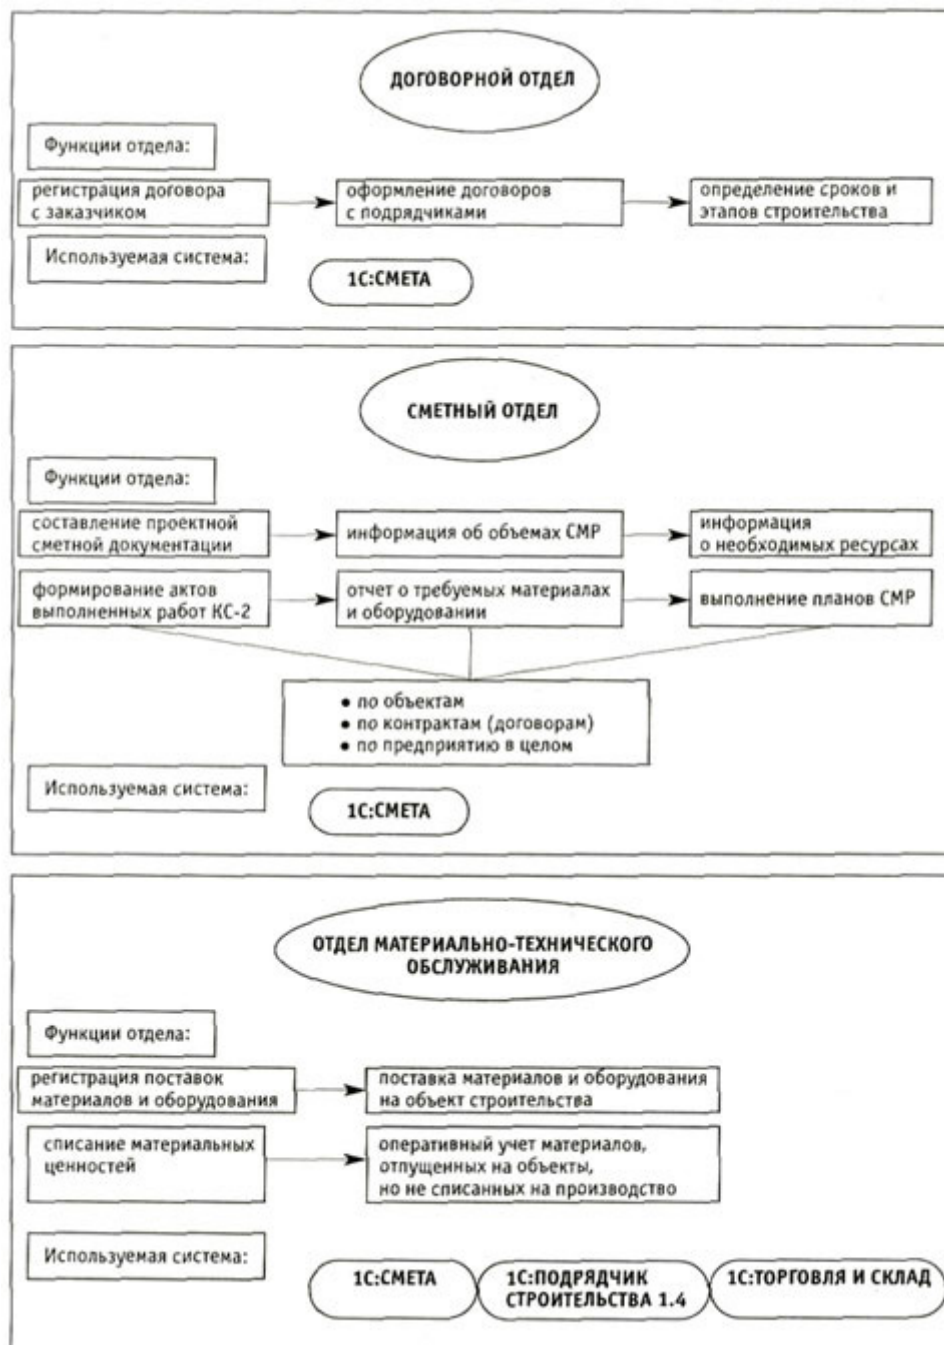 ДОГОВОРНОЙ ОТДЕЛ
Функции отдела:
регистрация договора
с заказчиком
оформление договоров
с подрядчиками
определение сроков и
этапов строительства
Используемая система:
1С:СМЕТА
СМЕТНЫЙ ОТДЕЛ
Функции отдела:
составление проектной
сметной документации
информация об объемах СМР
информация
о необходимых ресурсах
формирование актов
выполненных работ КС-2
отчет о требуемых материалах
и оборудовании
выполнение планов СМР
• по объектам
• по контрактам (договорам)
• по предприятию в целом
Используемая система:
1С:СМЕТА
ОТДЕЛ МАТЕРИАЛЬНО-ТЕХНИЧЕСКОГО
ОБСЛУЖИВАНИЯ
Функции отдела:
регистрация поставок
материалов и оборудования
поставка материалов и оборудования
на объект строительства
списание материальных
ценностей
оперативный учет материалов,
отпущенных на объекты,
но не списанных на производство
Используемая система:
1С:СМЕТА
1С:ПОДРЯДЧИК
СТРОИТЕЛЬСТВА 1.4
1С:ТОРГОВЛЯ И СКЛАД